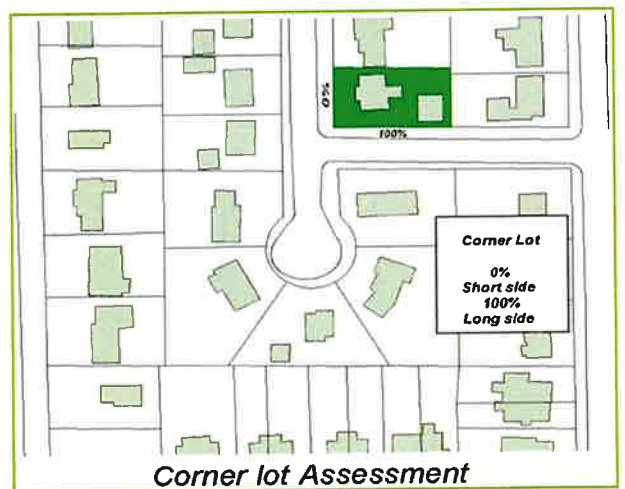 0%
100%
Corner Lot
0%
Short side
100%
Long side
Corner lot Assessment